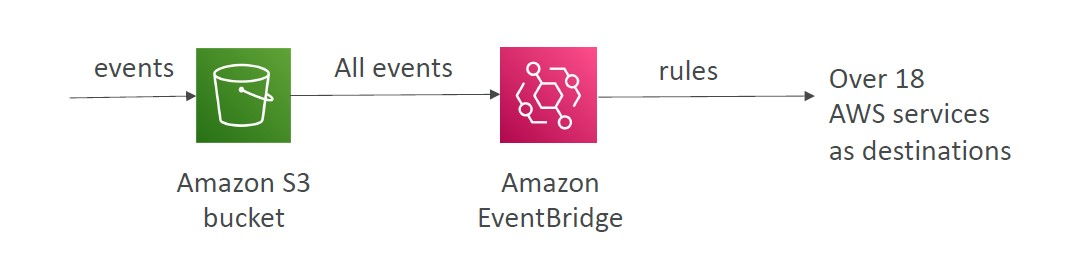 events
All events
rules
Over 18
AWS services
as destinations
Amazon S3
bucket
Amazon
EventBridge